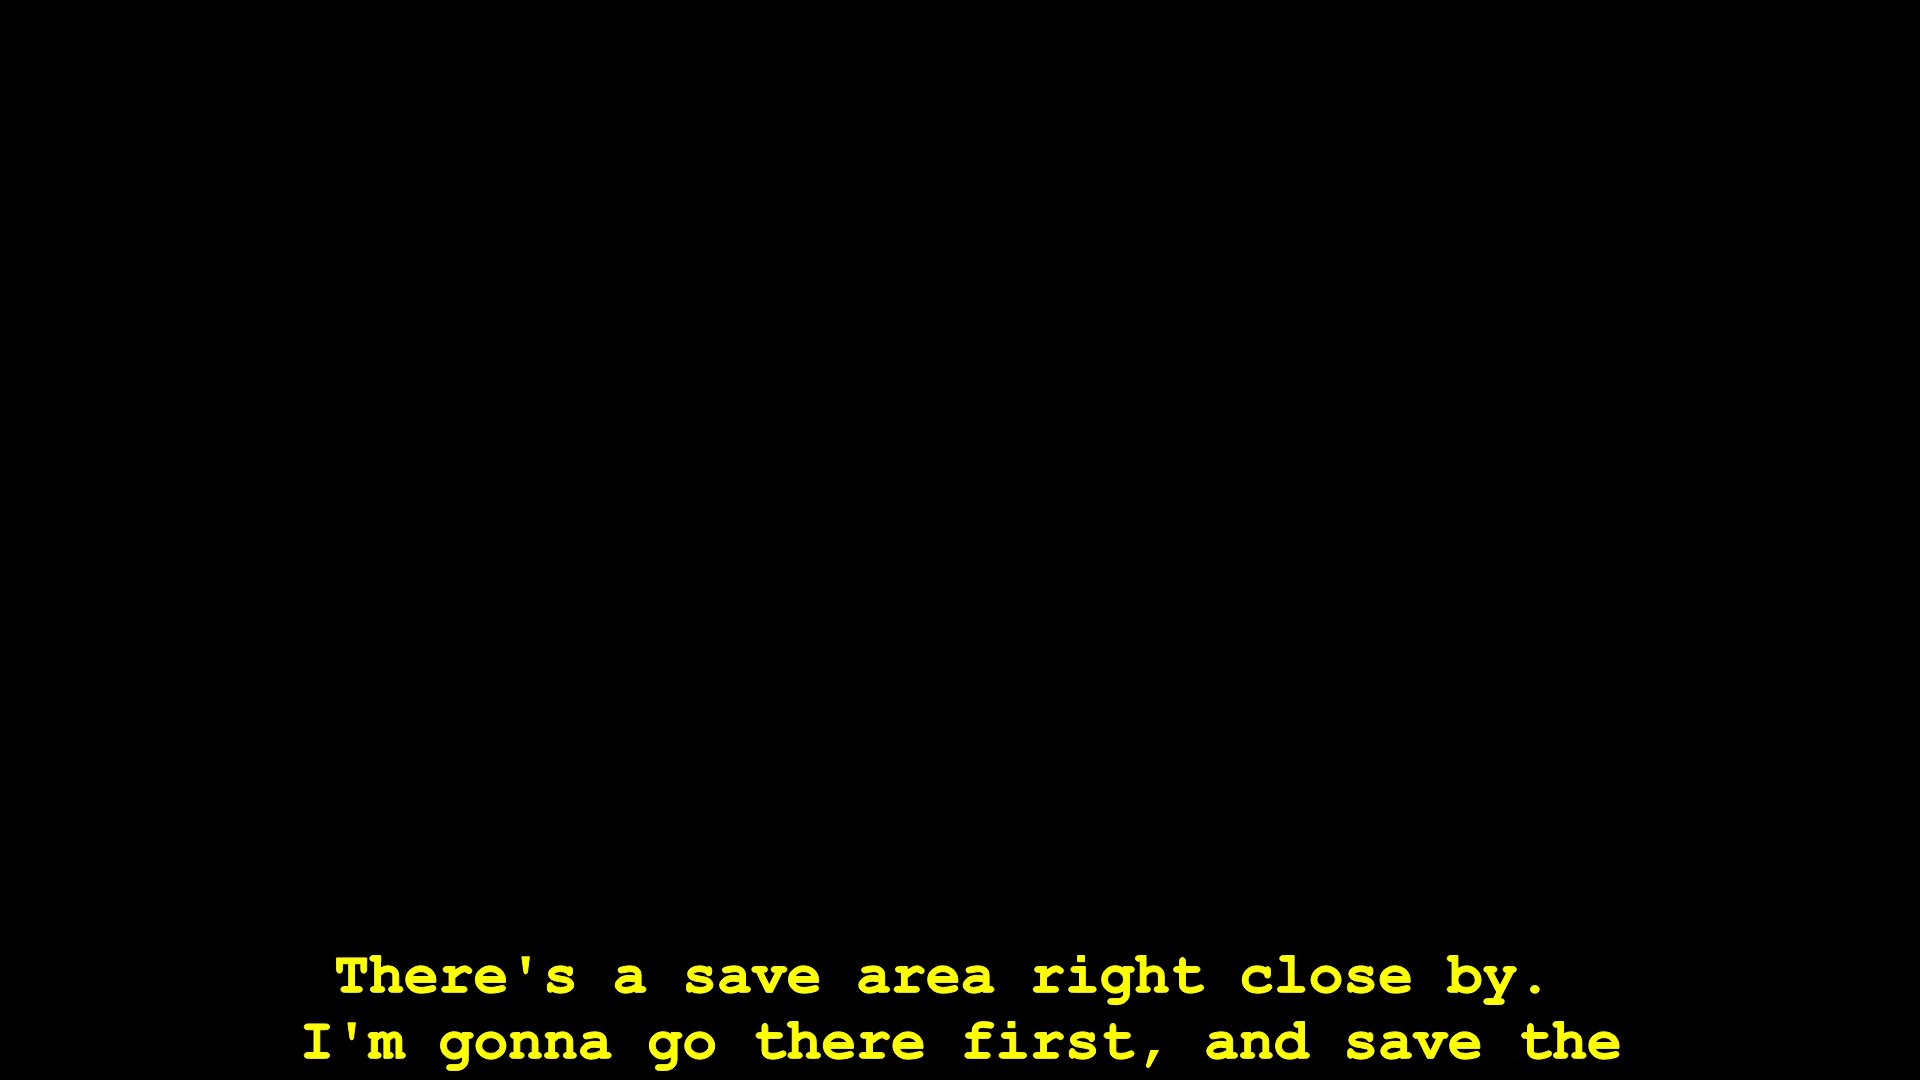 There's a save area right close by.
I'm gonna go there first, and save the